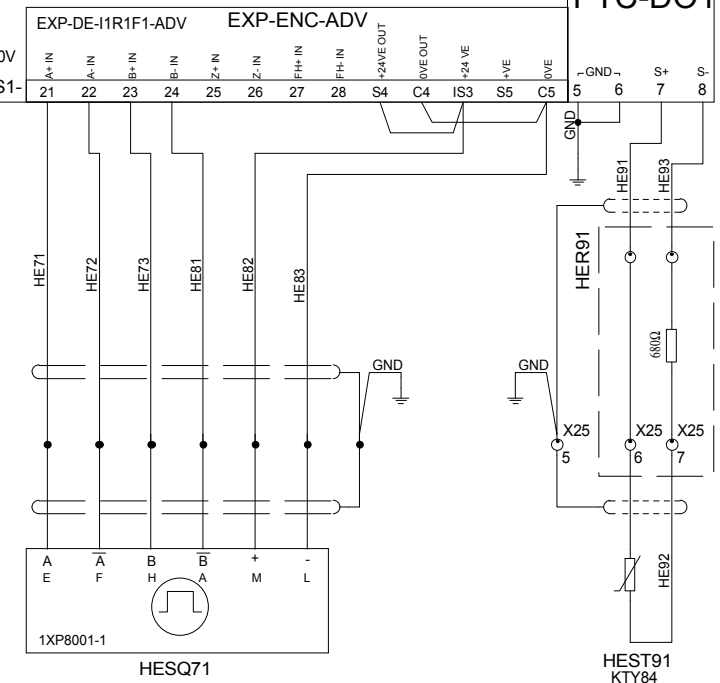 EXP-DE-I1R1F1-ADV
EXP-ENC-ADV
A+ IN
A- IN
B+ IN
B- IN
Z+ IN
Z- IN
FH+ IN
FH- IN
+24VE OUT
0VE OUT
+24 VE
+VE
0VE
21 22 23 24 25 26 27 28 S4 C4 IS3 S5 C5
GND S+ S-
5 6 7 8
GND
HE91
HE93
HER91
HE71
HE72
HE73
HE81
HE82
HE83
680Ω
GND
GND
X25
5
X25
6
X25
7
A A B B + -
E F H A M L
1XP8001-1
HESQ71
HE92
HEST91
KTY84